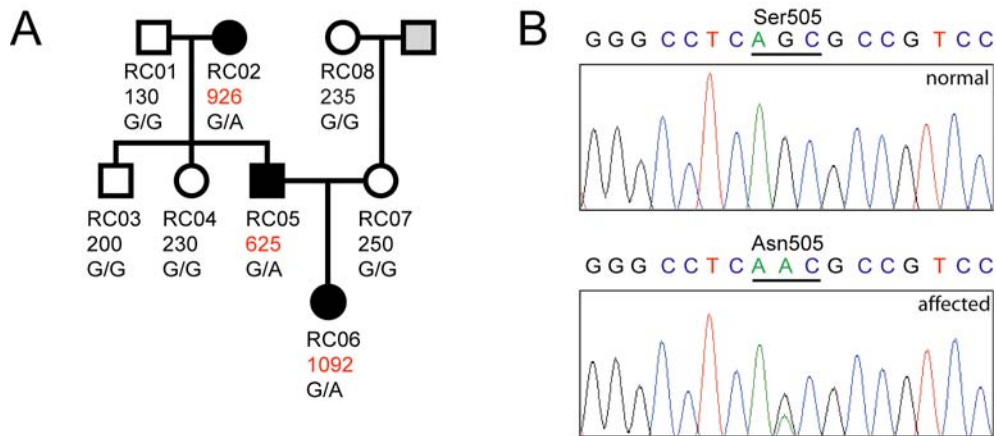 A
RC01
130
G/G
RC02
926
G/A
RC08
235
G/G
RC03
200
G/G
RC04
230
G/G
RC05
625
G/A
RC07
250
G/G
RC06
1092
G/A
B
Ser505
G G G C C T C A G C G C C G T C C
normal
Asn505
G G G C C T C A A C G C C G T C C
affected